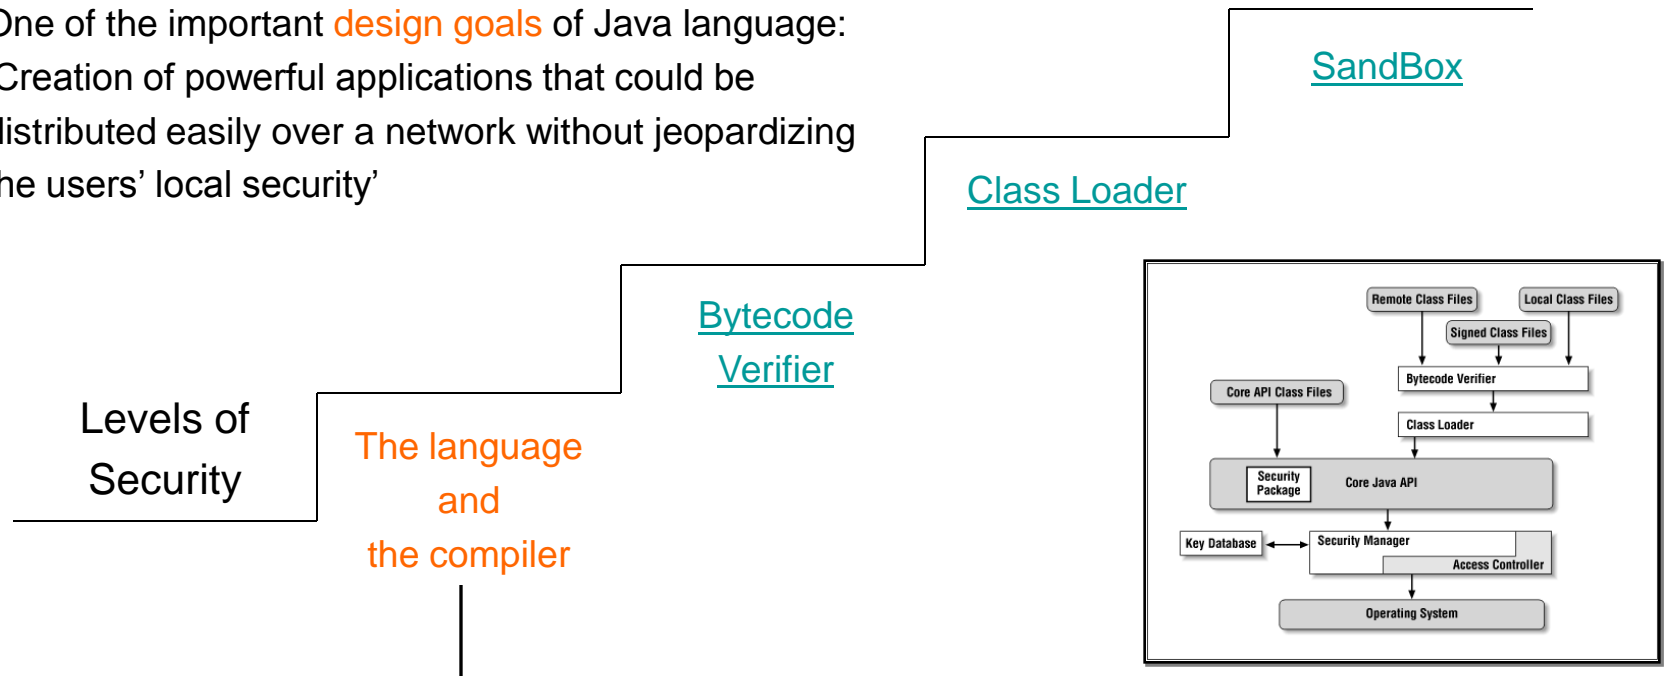 One of the important design goals of Java language:
Creation of powerful applications that could be
distributed easily over a network without jeopardizing
the users’ local security’
SandBox
Class Loader
Bytecode
Verifier
Levels of
Security
The language
and
the compiler
Remote Class Files
Local Class Files
Signed Class Files
Bytecode Verifier
Core API Class Files
Class Loader
Security
Package
Core Java API
Key Database
Security Manager
Access Controller
Operating System